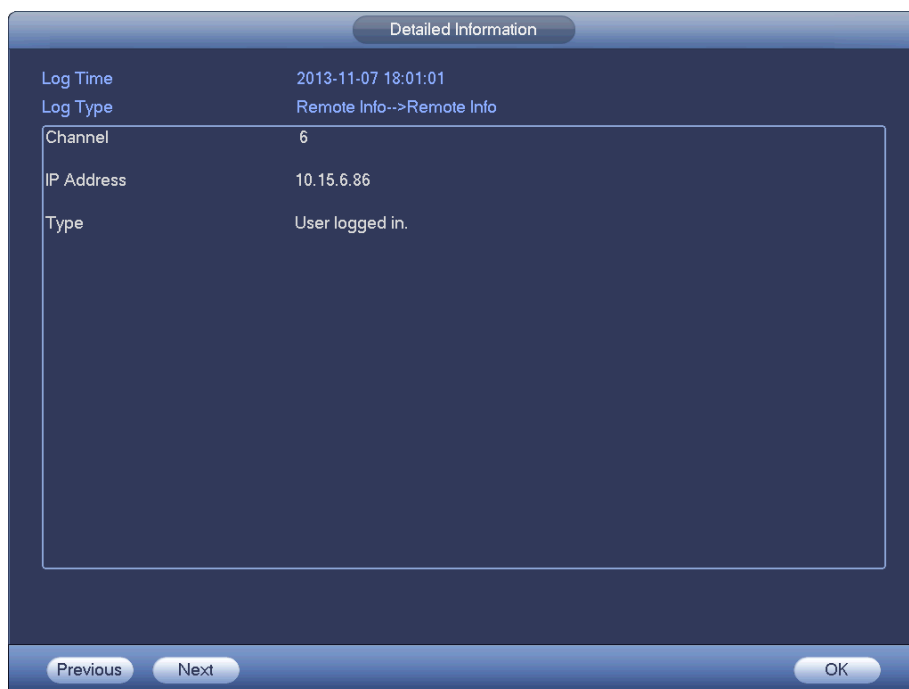 Detailed Information
Log Time 2013-11-07 18:01:01
Log Type Remote Info-->Remote Info
Channel 6
IP Address 10.15.6.86
Type User logged in.
Previous Next OK